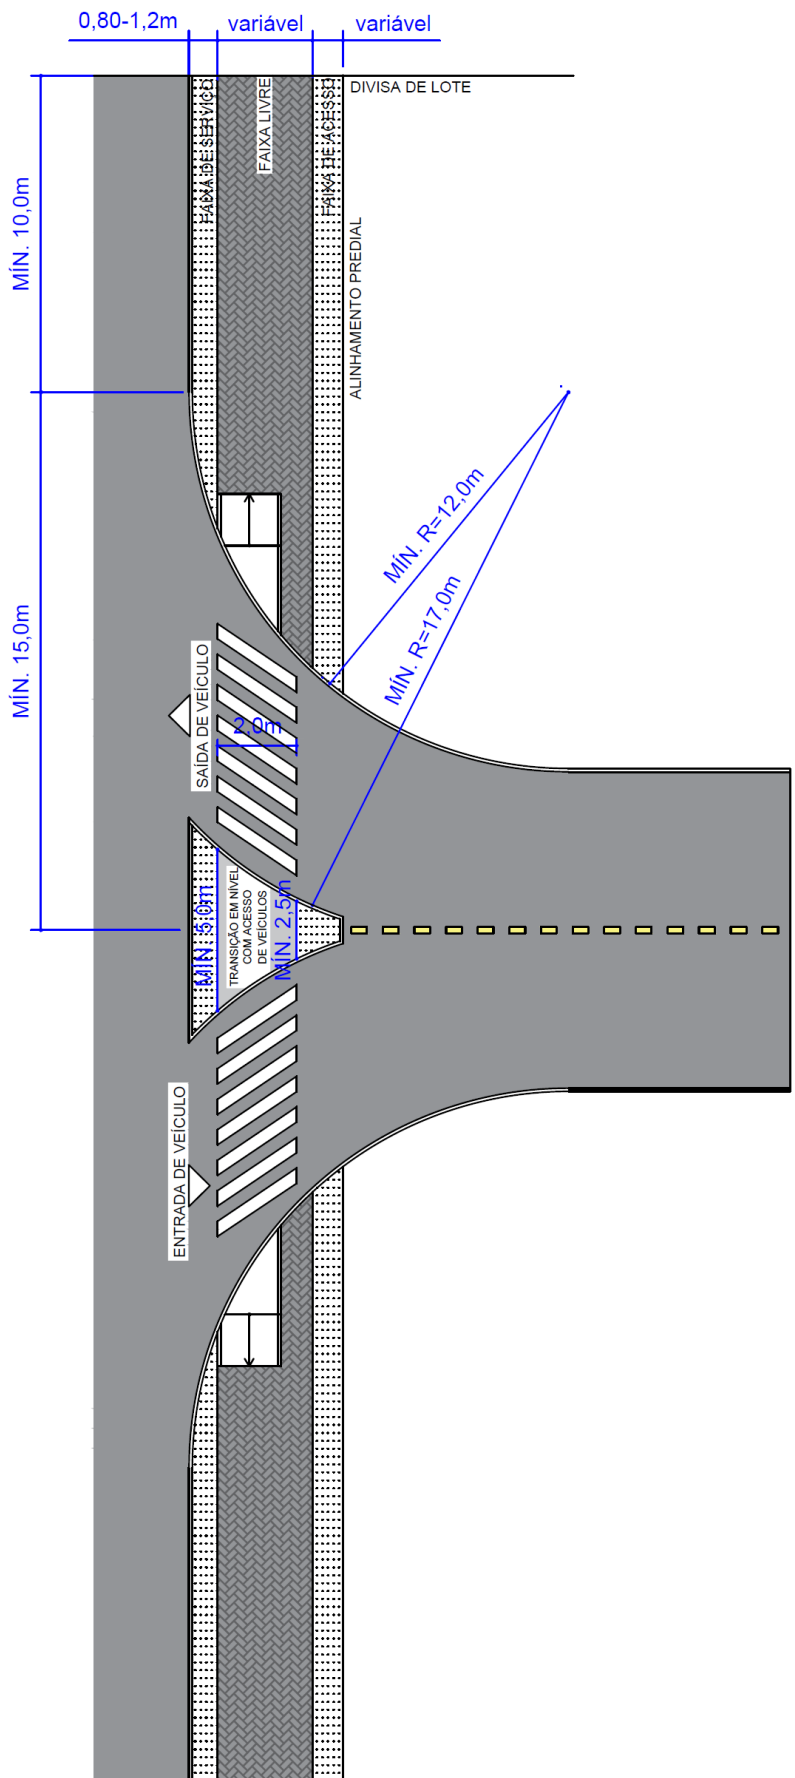 0,80-1,2m
variável
variável
DIVISA DE LOTE
FAIXA DE SERVIÇO
FAIXA LIVRE
FAIXA DE ACESSO
MÍN. 10,0m
ALINHAMENTO PREDIAL
MÍN. R=12,0m
MÍN. R=17,0m
MÍN. 15,0m
SAÍDA DE VEÍCULO
2,0m
MÍN. 5,0m
TRANSIÇÃO EM NÍVEL
COM ACESSO
DE VEÍCULOS
MÍN. 2,5m
ENTRADA DE VEÍCULO